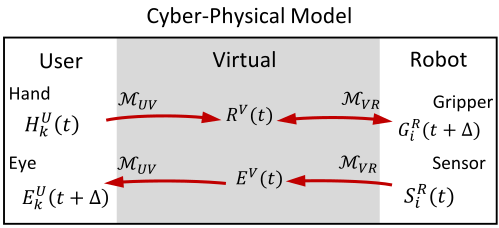 Cyber-Physical Model
User Virtual Robot
Hand ℳ_UV ℳ_VR Gripper
H_k^U(t) R^V(t) G_i^R(t + Δ)
Eye ℳ_UV ℳ_VR Sensor
E_k^U(t + Δ) E^V(t) S_i^R(t)